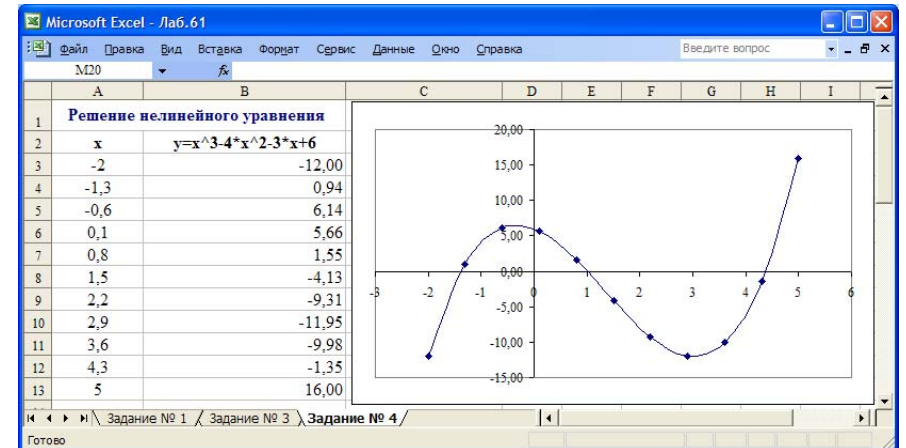 Microsoft Excel - Лаб.61
Файл Правка Вид Вставка Формат Сервис Данные Окно Справка Введите вопрос
M20 fx
A B C D E F G H I
1 Решение нелинейного уравнения
2 x y=x^3-4*x^2-3*x+6
3 -2 -12,00
4 -1,3 0,94
5 -0,6 6,14
6 0,1 5,66
7 0,8 1,55
8 1,5 -4,13
9 2,2 -9,31
10 2,9 -11,95
11 3,6 -9,98
12 4,3 -1,35
13 5 16,00
20,00
15,00
10,00
5,00
0,00
-3 -2 -1 0 1 2 3 4 5 6
-5,00
-10,00
-15,00
Задание № 1 Задание № 3 Задание № 4
Готово